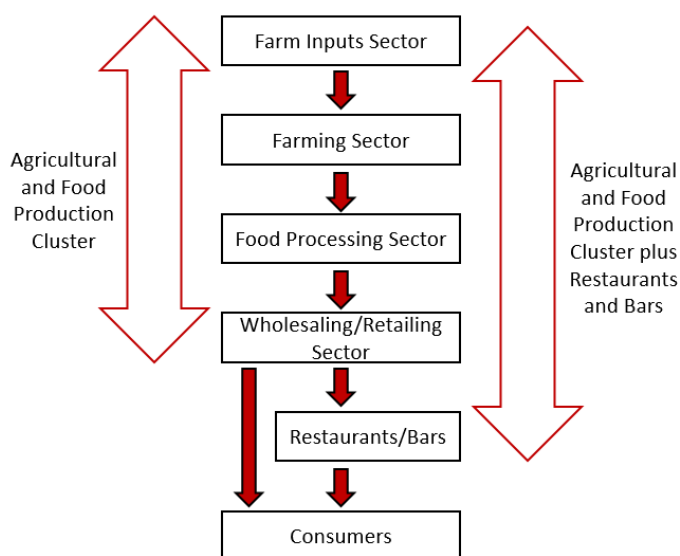 Farm Inputs Sector
Farming Sector
Agricultural
and Food
Production
Cluster
Food Processing Sector
Wholesaling/Retailing
Sector
Restaurants/Bars
Consumers
Agricultural
and Food
Production
Cluster plus
Restaurants
and Bars